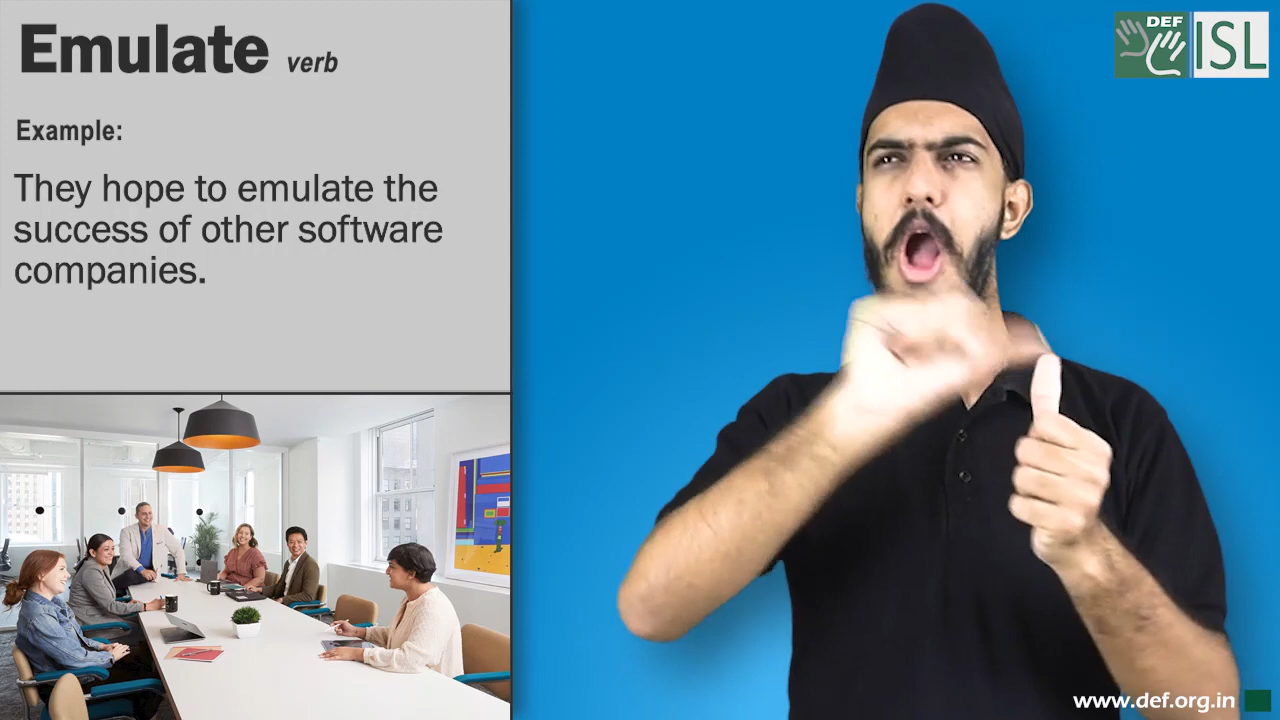 Emulate verb
Example:
They hope to emulate the
success of other software
companies.
DEF
ISL
www.def.org.in